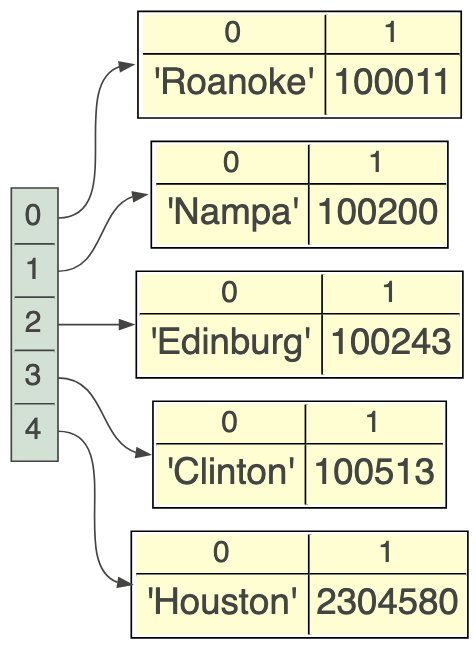 0 1
'Roanoke' 100011
0 1
'Nampa' 100200
0
1
2
3
4
0 1
'Edinburg' 100243
0 1
'Clinton' 100513
0 1
'Houston' 2304580